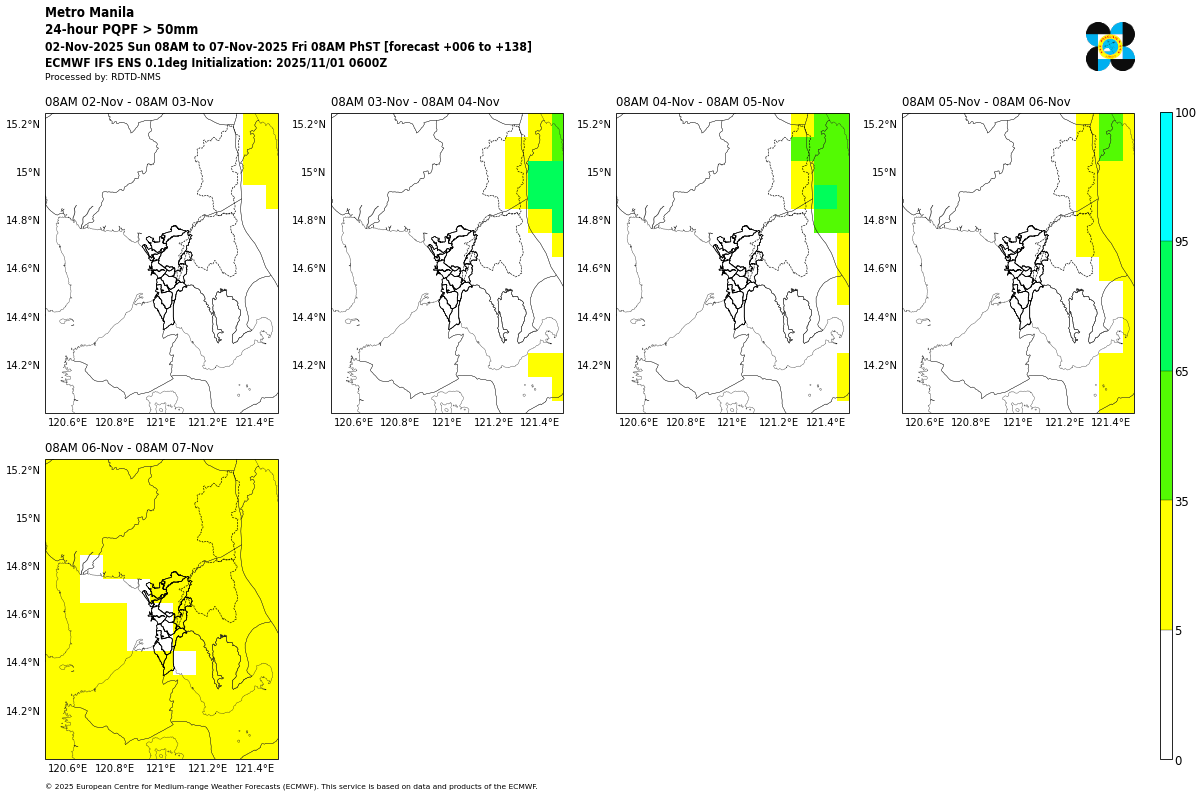 Metro Manila
24-hour PQPF > 50mm
02-Nov-2025 Sun 08AM to 07-Nov-2025 Fri 08AM PhST [forecast +006 to +138]
ECMWF IFS ENS 0.1deg Initialization: 2025/11/01 0600Z
Processed by: RDTD-NMS
08AM 02-Nov - 08AM 03-Nov
15.2°N
15°N
14.8°N
14.6°N
14.4°N
14.2°N
120.6°E 120.8°E 121°E 121.2°E 121.4°E
08AM 03-Nov - 08AM 04-Nov
15.2°N
15°N
14.8°N
14.6°N
14.4°N
14.2°N
120.6°E 120.8°E 121°E 121.2°E 121.4°E
08AM 04-Nov - 08AM 05-Nov
15.2°N
15°N
14.8°N
14.6°N
14.4°N
14.2°N
120.6°E 120.8°E 121°E 121.2°E 121.4°E
08AM 05-Nov - 08AM 06-Nov
15.2°N
15°N
14.8°N
14.6°N
14.4°N
14.2°N
120.6°E 120.8°E 121°E 121.2°E 121.4°E
08AM 06-Nov - 08AM 07-Nov
15.2°N
15°N
14.8°N
14.6°N
14.4°N
14.2°N
120.6°E 120.8°E 121°E 121.2°E 121.4°E
100
95
65
35
5
0
© 2025 European Centre for Medium-range Weather Forecasts (ECMWF). This service is based on data and products of the ECMWF.